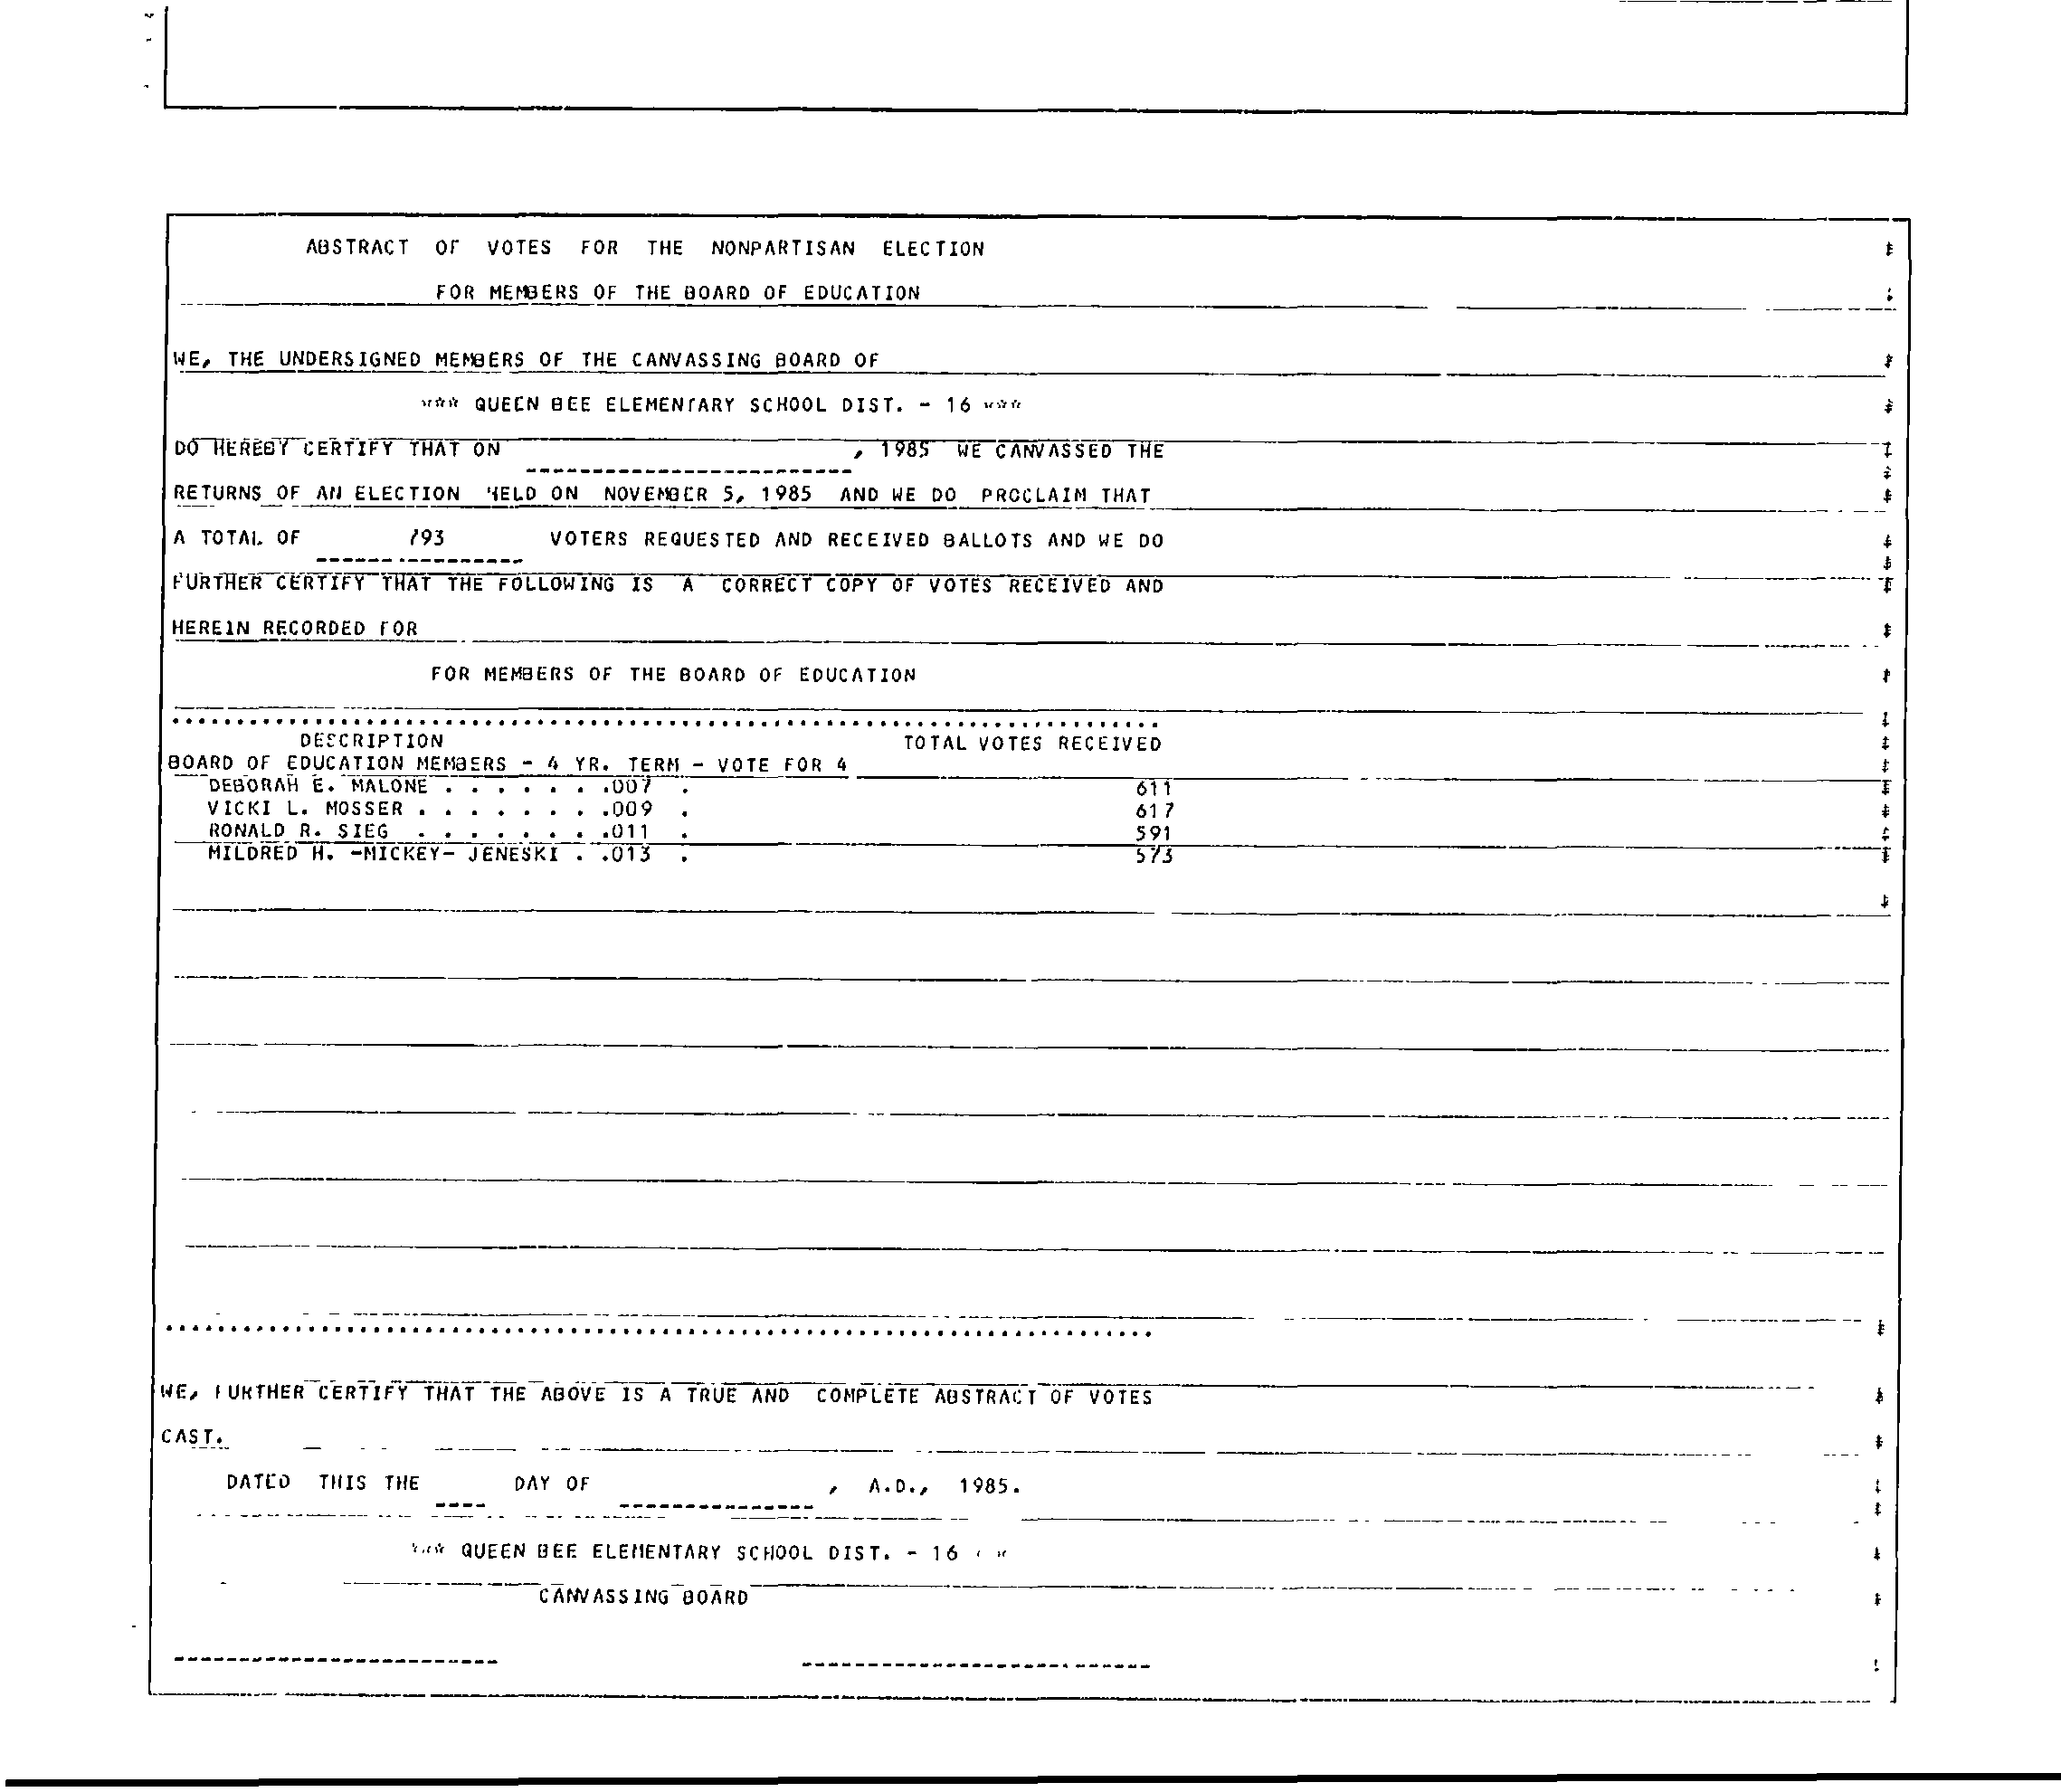 ABSTRACT OF VOTES FOR THE NONPARTISAN ELECTION
FOR MEMBERS OF THE BOARD OF EDUCATION
WE, THE UNDERSIGNED MEMBERS OF THE CANVASSING BOARD OF
*** QUEEN BEE ELEMENTARY SCHOOL DIST. - 16 ***
DO HEREBY CERTIFY THAT ON , 1985 WE CANVASSED THE
RETURNS OF AN ELECTION HELD ON NOVEMBER 5, 1985 AND WE DO PROCLAIM THAT
A TOTAL OF 793 VOTERS REQUESTED AND RECEIVED BALLOTS AND WE DO
FURTHER CERTIFY THAT THE FOLLOWING IS A CORRECT COPY OF VOTES RECEIVED AND
HEREIN RECORDED FOR
FOR MEMBERS OF THE BOARD OF EDUCATION
DESCRIPTION TOTAL VOTES RECEIVED
BOARD OF EDUCATION MEMBERS - 4 YR. TERM - VOTE FOR 4
DEBORAH E. MALONE . . . . . . .007 . 611
VICKI L. MOSSER . . . . . . . .009 . 617
RONALD R. SIEG . . . . . . . .011 . 591
MILDRED H. -MICKEY- JENESKI . .013 . 573
WE, FURTHER CERTIFY THAT THE ABOVE IS A TRUE AND COMPLETE ABSTRACT OF VOTES
CAST.
DATED THIS THE DAY OF , A.D., 1985.
*** QUEEN BEE ELEMENTARY SCHOOL DIST. - 16
CANVASSING BOARD